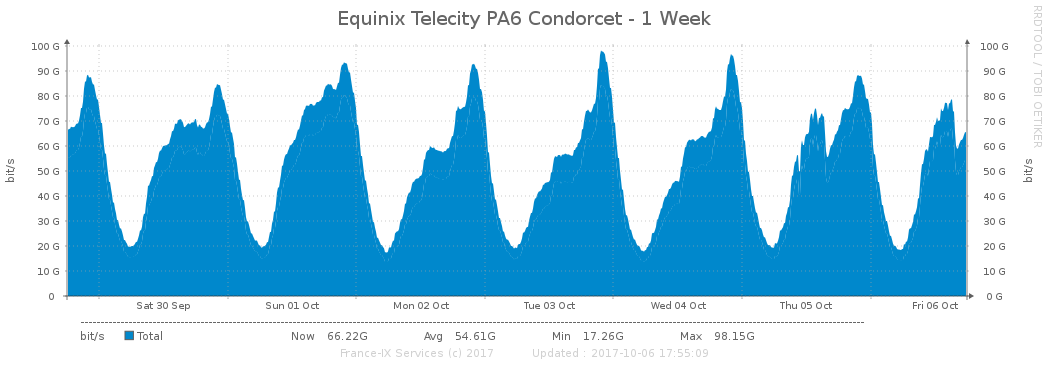 Equinix Telecity PA6 Condorcet - 1 Week
RRDTOOL / TOBI OETIKER
bit/s
bit/s
100 G 100 G
90 G 90 G
80 G 80 G
70 G 70 G
60 G 60 G
50 G 50 G
40 G 40 G
30 G 30 G
20 G 20 G
10 G 10 G
0 0 G
Sat 30 Sep Sun 01 Oct Mon 02 Oct Tue 03 Oct Wed 04 Oct Thu 05 Oct Fri 06 Oct
bit/s Total Now 66.22G Avg 54.61G Min 17.26G Max 98.15G
France-IX Services (c) 2017 Updated : 2017-10-06 17:55:09